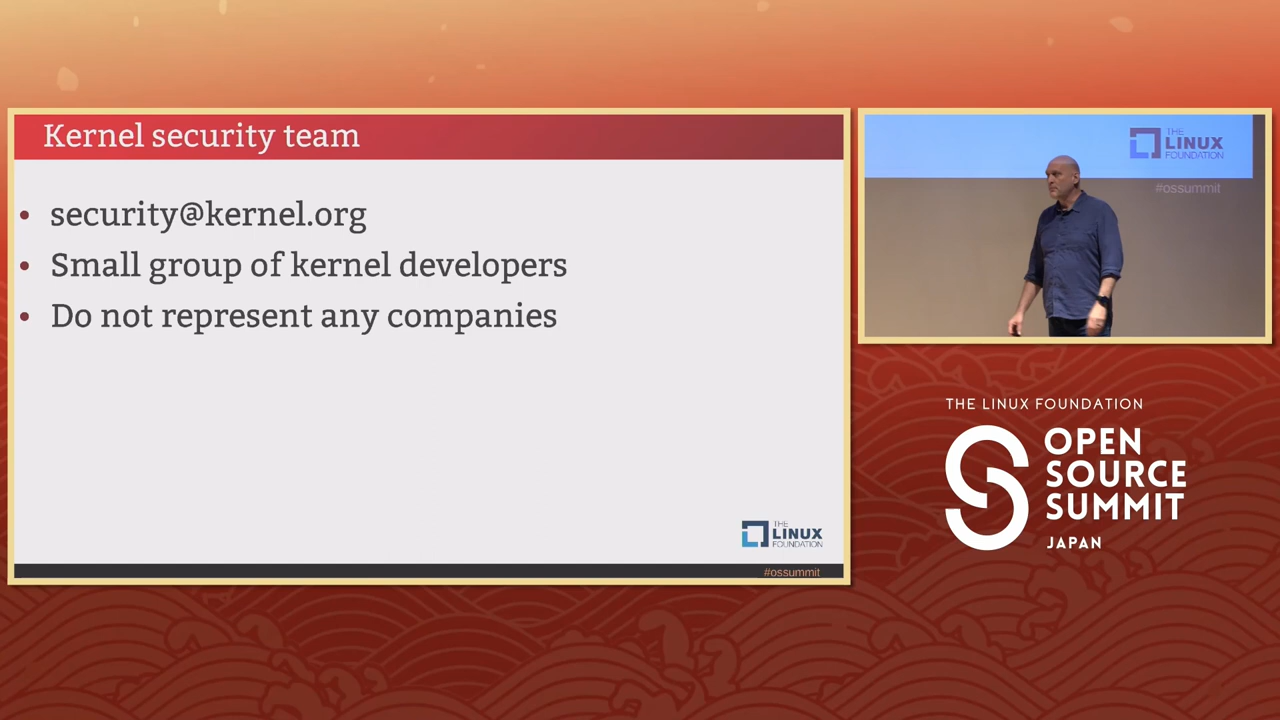 Kernel security team
• security@kernel.org
• Small group of kernel developers
• Do not represent any companies
THE
LINUX
FOUNDATION
#ossummit
THE
LINUX
FOUNDATION
#ossummit
THE LINUX FOUNDATION
OPEN
SOURCE
SUMMIT
JAPAN